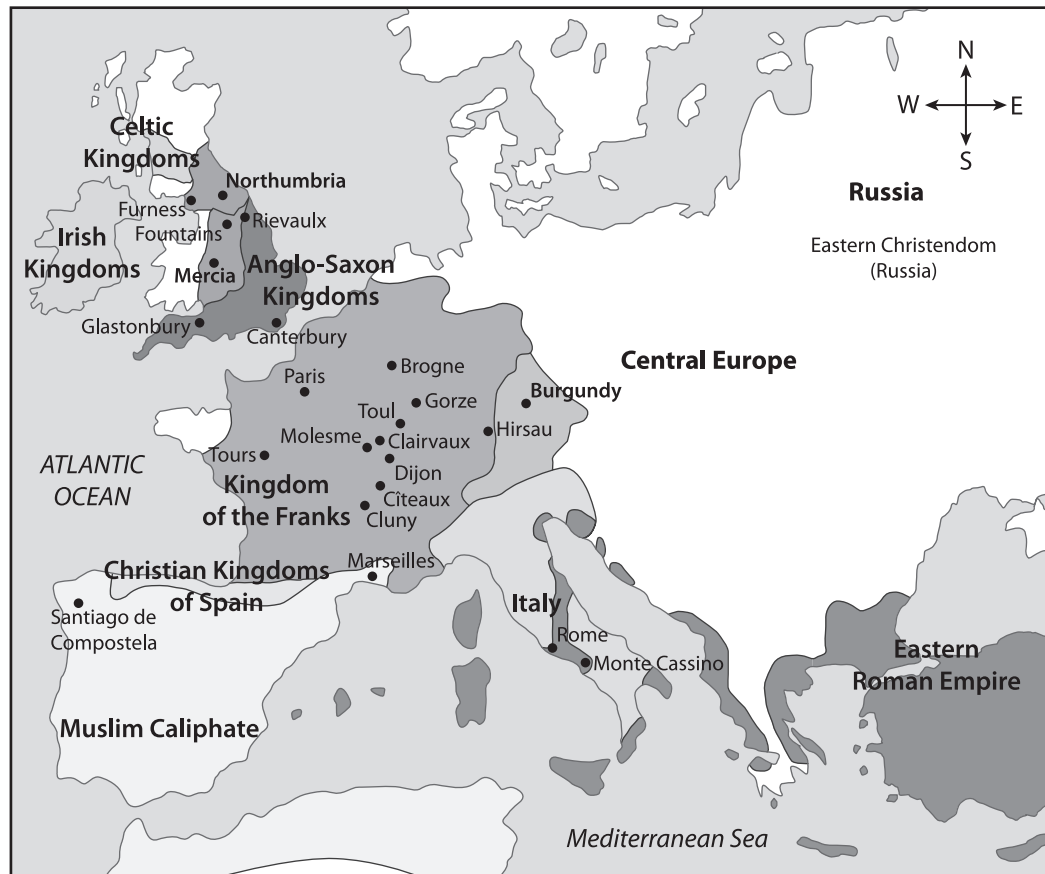 N
W
E
S
Celtic
Kingdoms
Northumbria
Furness
Fountains
Rievaulx
Irish
Kingdoms
Mercia
Anglo-Saxon
Kingdoms
Glastonbury
Canterbury
Russia
Eastern Christendom
(Russia)
Central Europe
Brogne
Paris
Gorze
Burgundy
Toul
Hirsau
Molesme
Clairvaux
Tours
Dijon
ATLANTIC
OCEAN
Kingdom
of the Franks
Cîteaux
Cluny
Marseilles
Christian Kingdoms
of Spain
Santiago de
Compostela
Italy
Rome
Monte Cassino
Eastern
Roman Empire
Muslim Caliphate
Mediterranean Sea